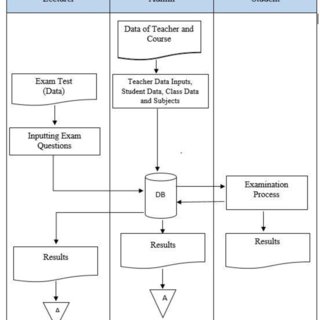 Lecturer Admin Student
Data of Teacher and
Course
Exam Test
(Data)
Teacher Data Inputs,
Student Data, Class Data
and Subjects
Inputting Exam
Questions
DB
Examination
Process
Results
Results
Results
A
A